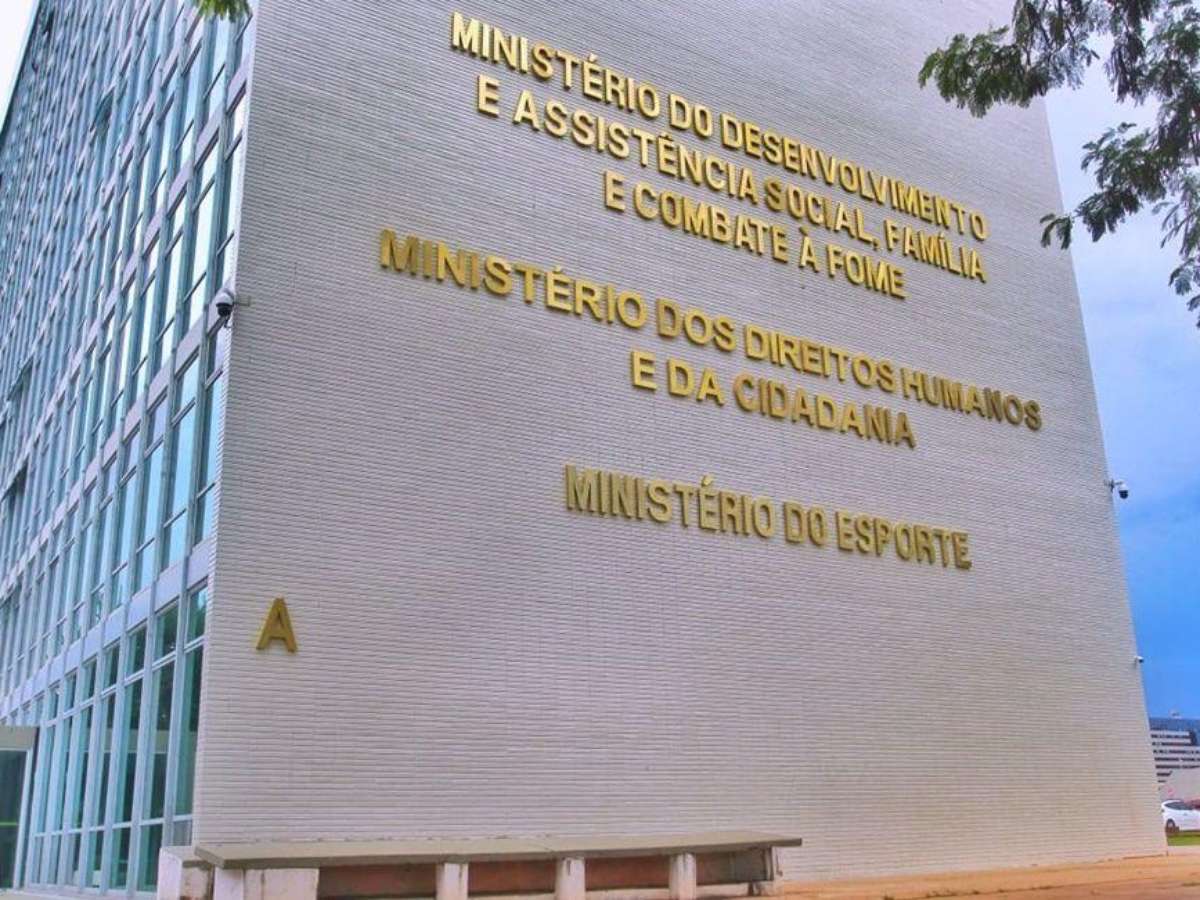 MINISTÉRIO DO DESENVOLVIMENTO
E ASSISTÊNCIA SOCIAL, FAMÍLIA
E COMBATE À FOME
MINISTÉRIO DOS DIREITOS HUMANOS
E DA CIDADANIA
MINISTÉRIO DO ESPORTE
A